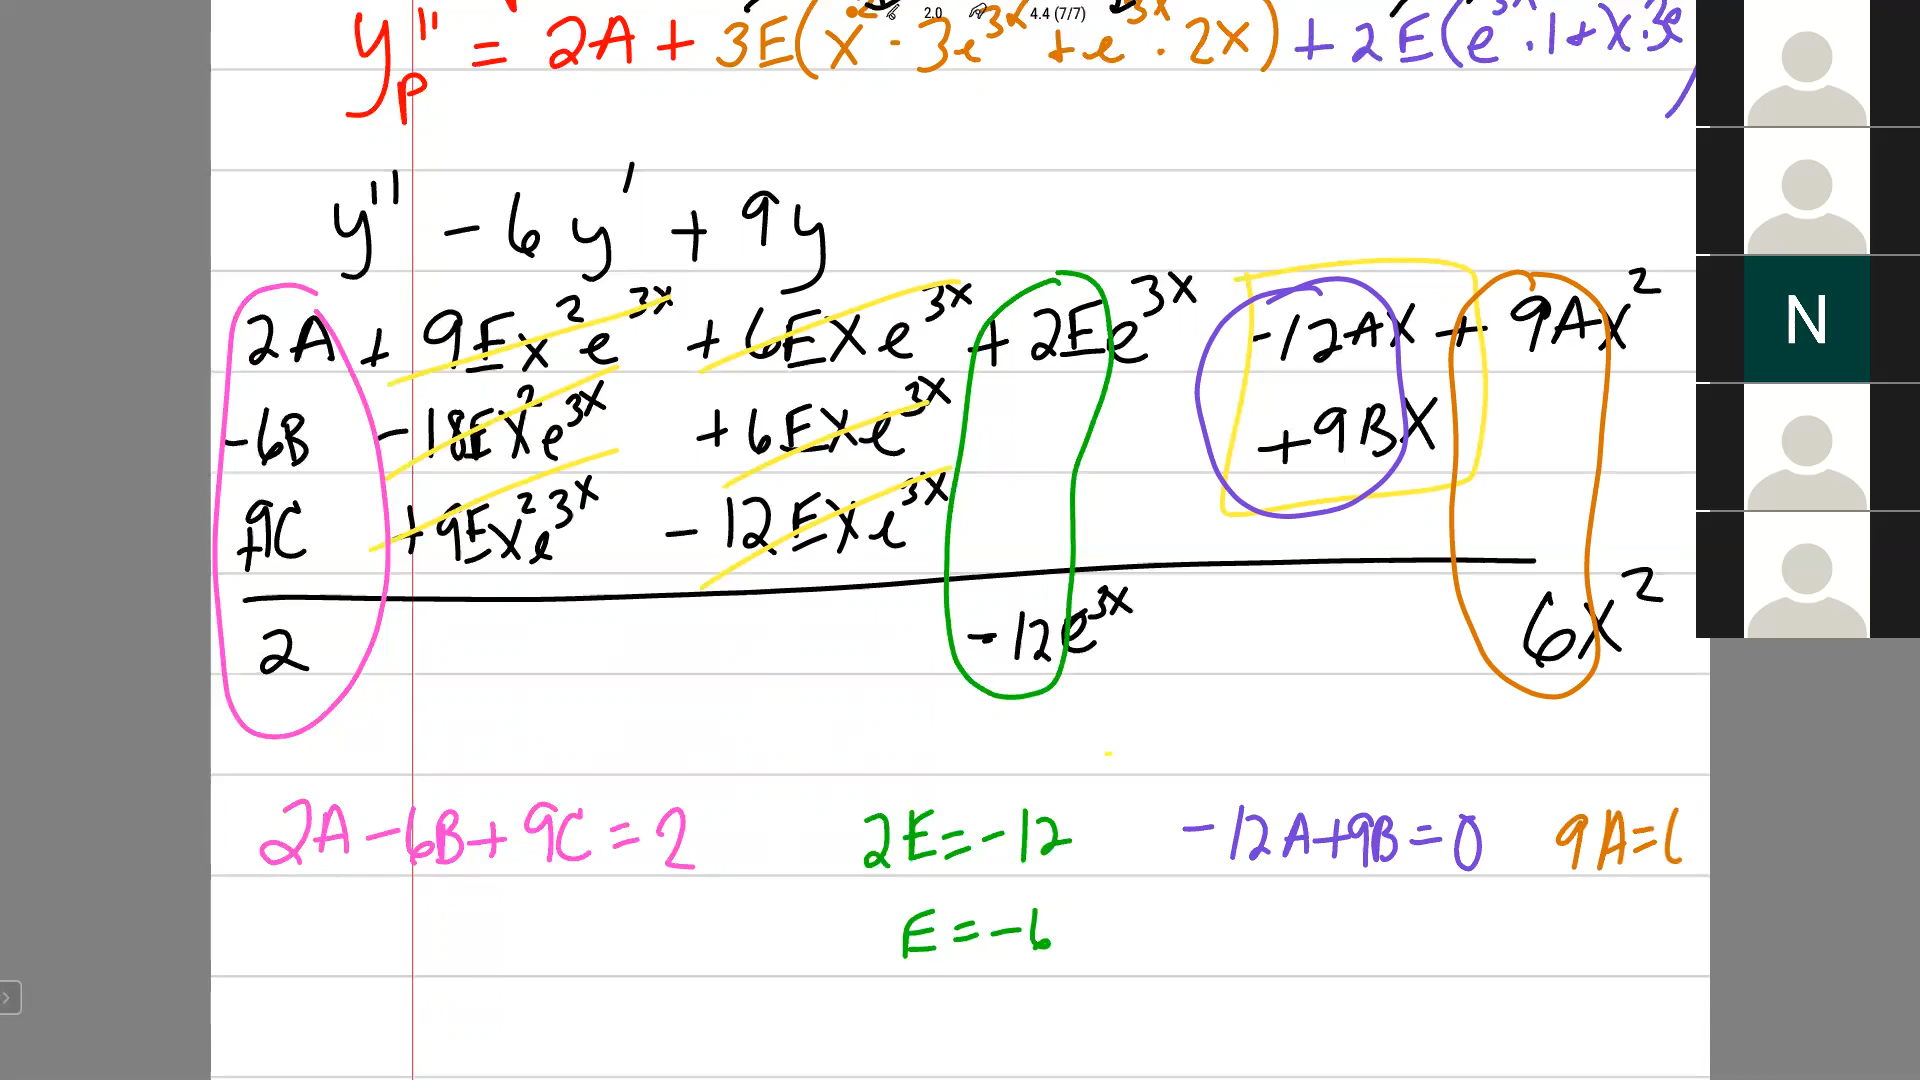 2.0 4.4 (7/7)
y_p'' = 2A + 3E(x² · 3e^{3x} + e^{3x} · 2x) + 2E(e^{3x} · 1 + x · 3e
y'' - 6y' + 9y
2A + 9Ex²e^{3x} + 6Exe^{3x} + 2Ee^{3x} -12Ax + 9Ax²
-6B -18Ex²e^{3x} + 6Exe^{3x} + 9Bx
+9C +9Ex²e^{3x} - 12Exe^{3x}
2 -12e^{3x} 6x²
2A - 6B + 9C = 2 2E = -12 -12A + 9B = 0 9A =
E = -6
N